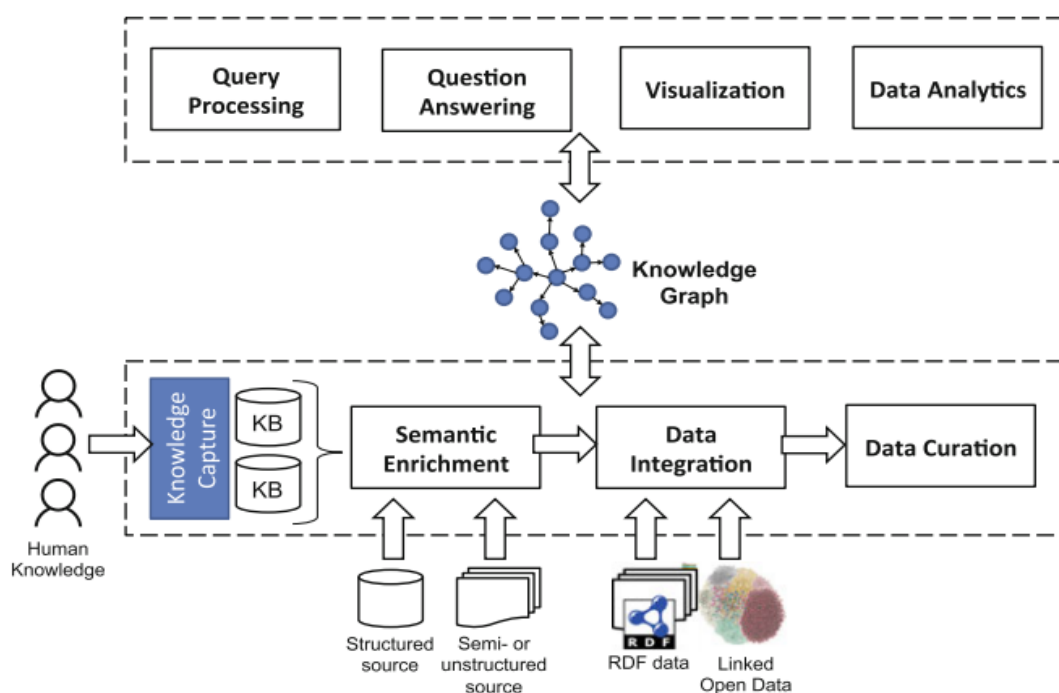 Query
Processing
Question
Answering
Visualization
Data Analytics
Knowledge
Graph
Knowledge
Capture
KB
KB
Semantic
Enrichment
Data
Integration
Data Curation
Human
Knowledge
Structured
source
Semi- or
unstructured
source
RDF
RDF data
Linked
Open Data